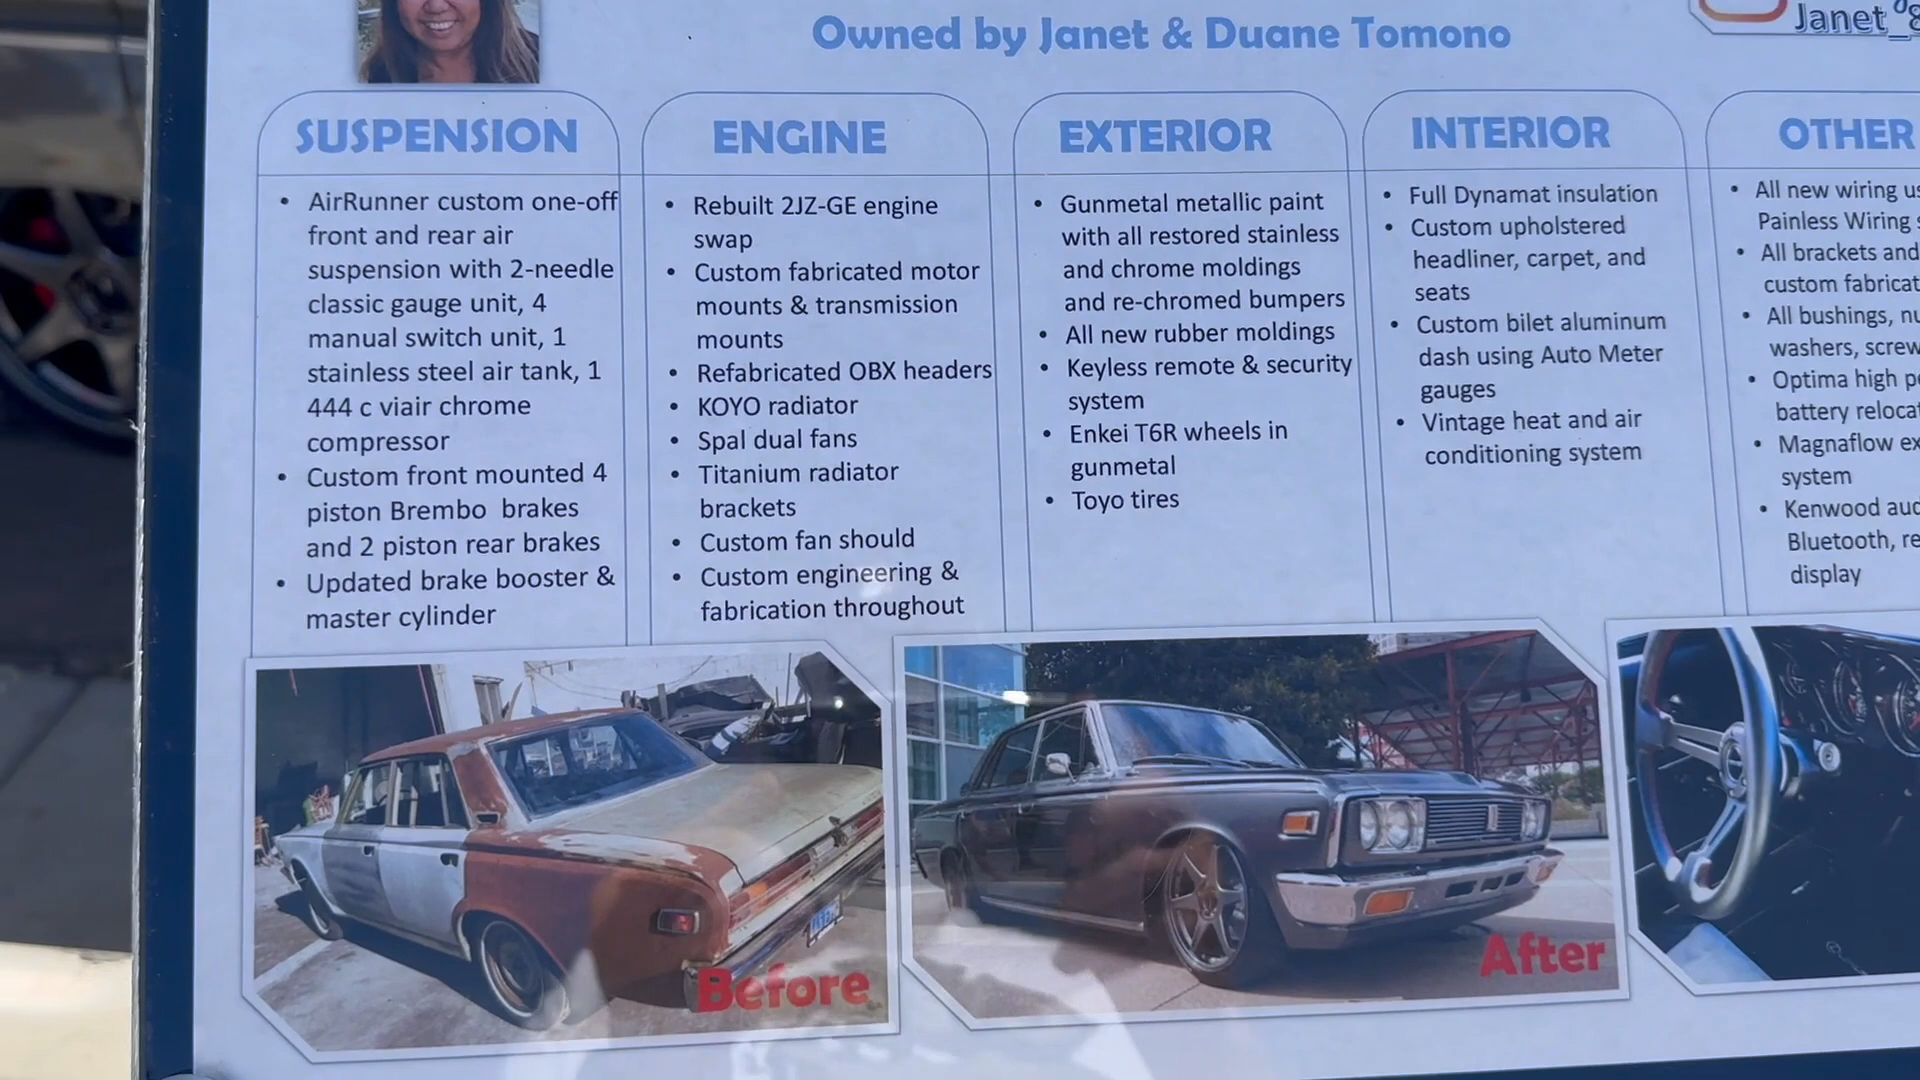 Owned by Janet & Duane Tomono
Janet_
SUSPENSION
• AirRunner custom one-off
front and rear air
suspension with 2-needle
classic gauge unit, 4
manual switch unit, 1
stainless steel air tank, 1
444 c viair chrome
compressor
• Custom front mounted 4
piston Brembo brakes
and 2 piston rear brakes
• Updated brake booster &
master cylinder
ENGINE
• Rebuilt 2JZ-GE engine
swap
• Custom fabricated motor
mounts & transmission
mounts
• Refabricated OBX headers
• KOYO radiator
• Spal dual fans
• Titanium radiator
brackets
• Custom fan should
• Custom engineering &
fabrication throughout
EXTERIOR
• Gunmetal metallic paint
with all restored stainless
and chrome moldings
and re-chromed bumpers
• All new rubber moldings
• Keyless remote & security
system
• Enkei T6R wheels in
gunmetal
• Toyo tires
INTERIOR
• Full Dynamat insulation
• Custom upholstered
headliner, carpet, and
seats
• Custom bilet aluminum
dash using Auto Meter
gauges
• Vintage heat and air
conditioning system
OTHER
• All new wiring
Painless Wiring
• All brackets and
custom
• All bushings,
washers,
• Optima high
battery
• Magnaflow
system
• Kenwood
Bluetooth,
display
Before
After